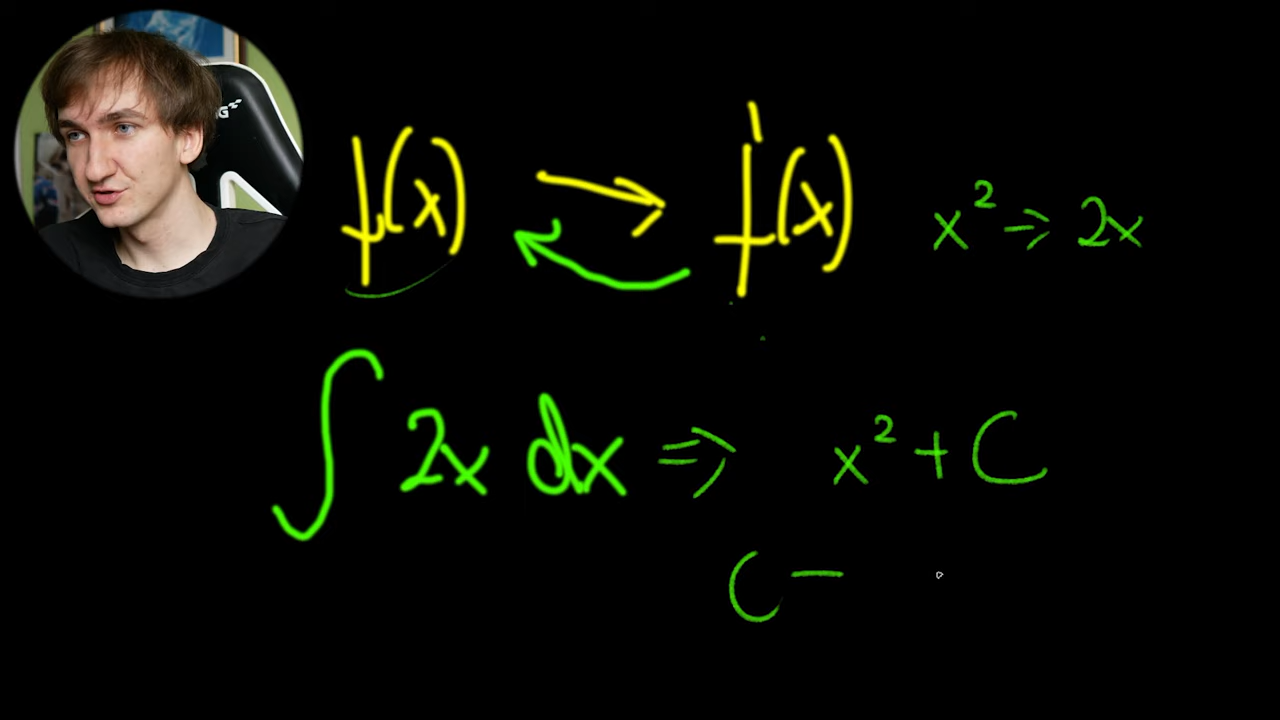 f(x) → f'(x) x² ⇒ 2x
∫ 2x dx ⇒ x² + C
C —